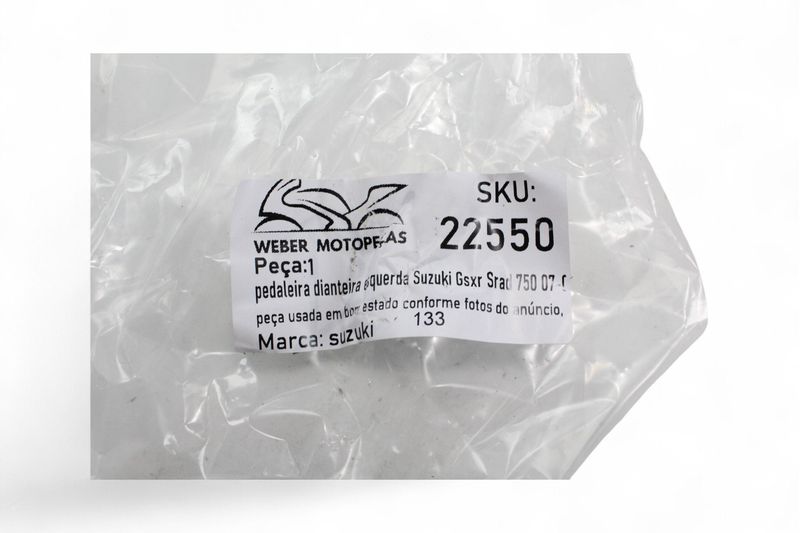 SKU:
22550
WEBER MOTOPEÇAS
Peça:1
pedaleira dianteira esquerda Suzuki Gsxr Srad 750 07-
peça usada em bom estado conforme fotos do anúncio,
133
Marca: suzuki